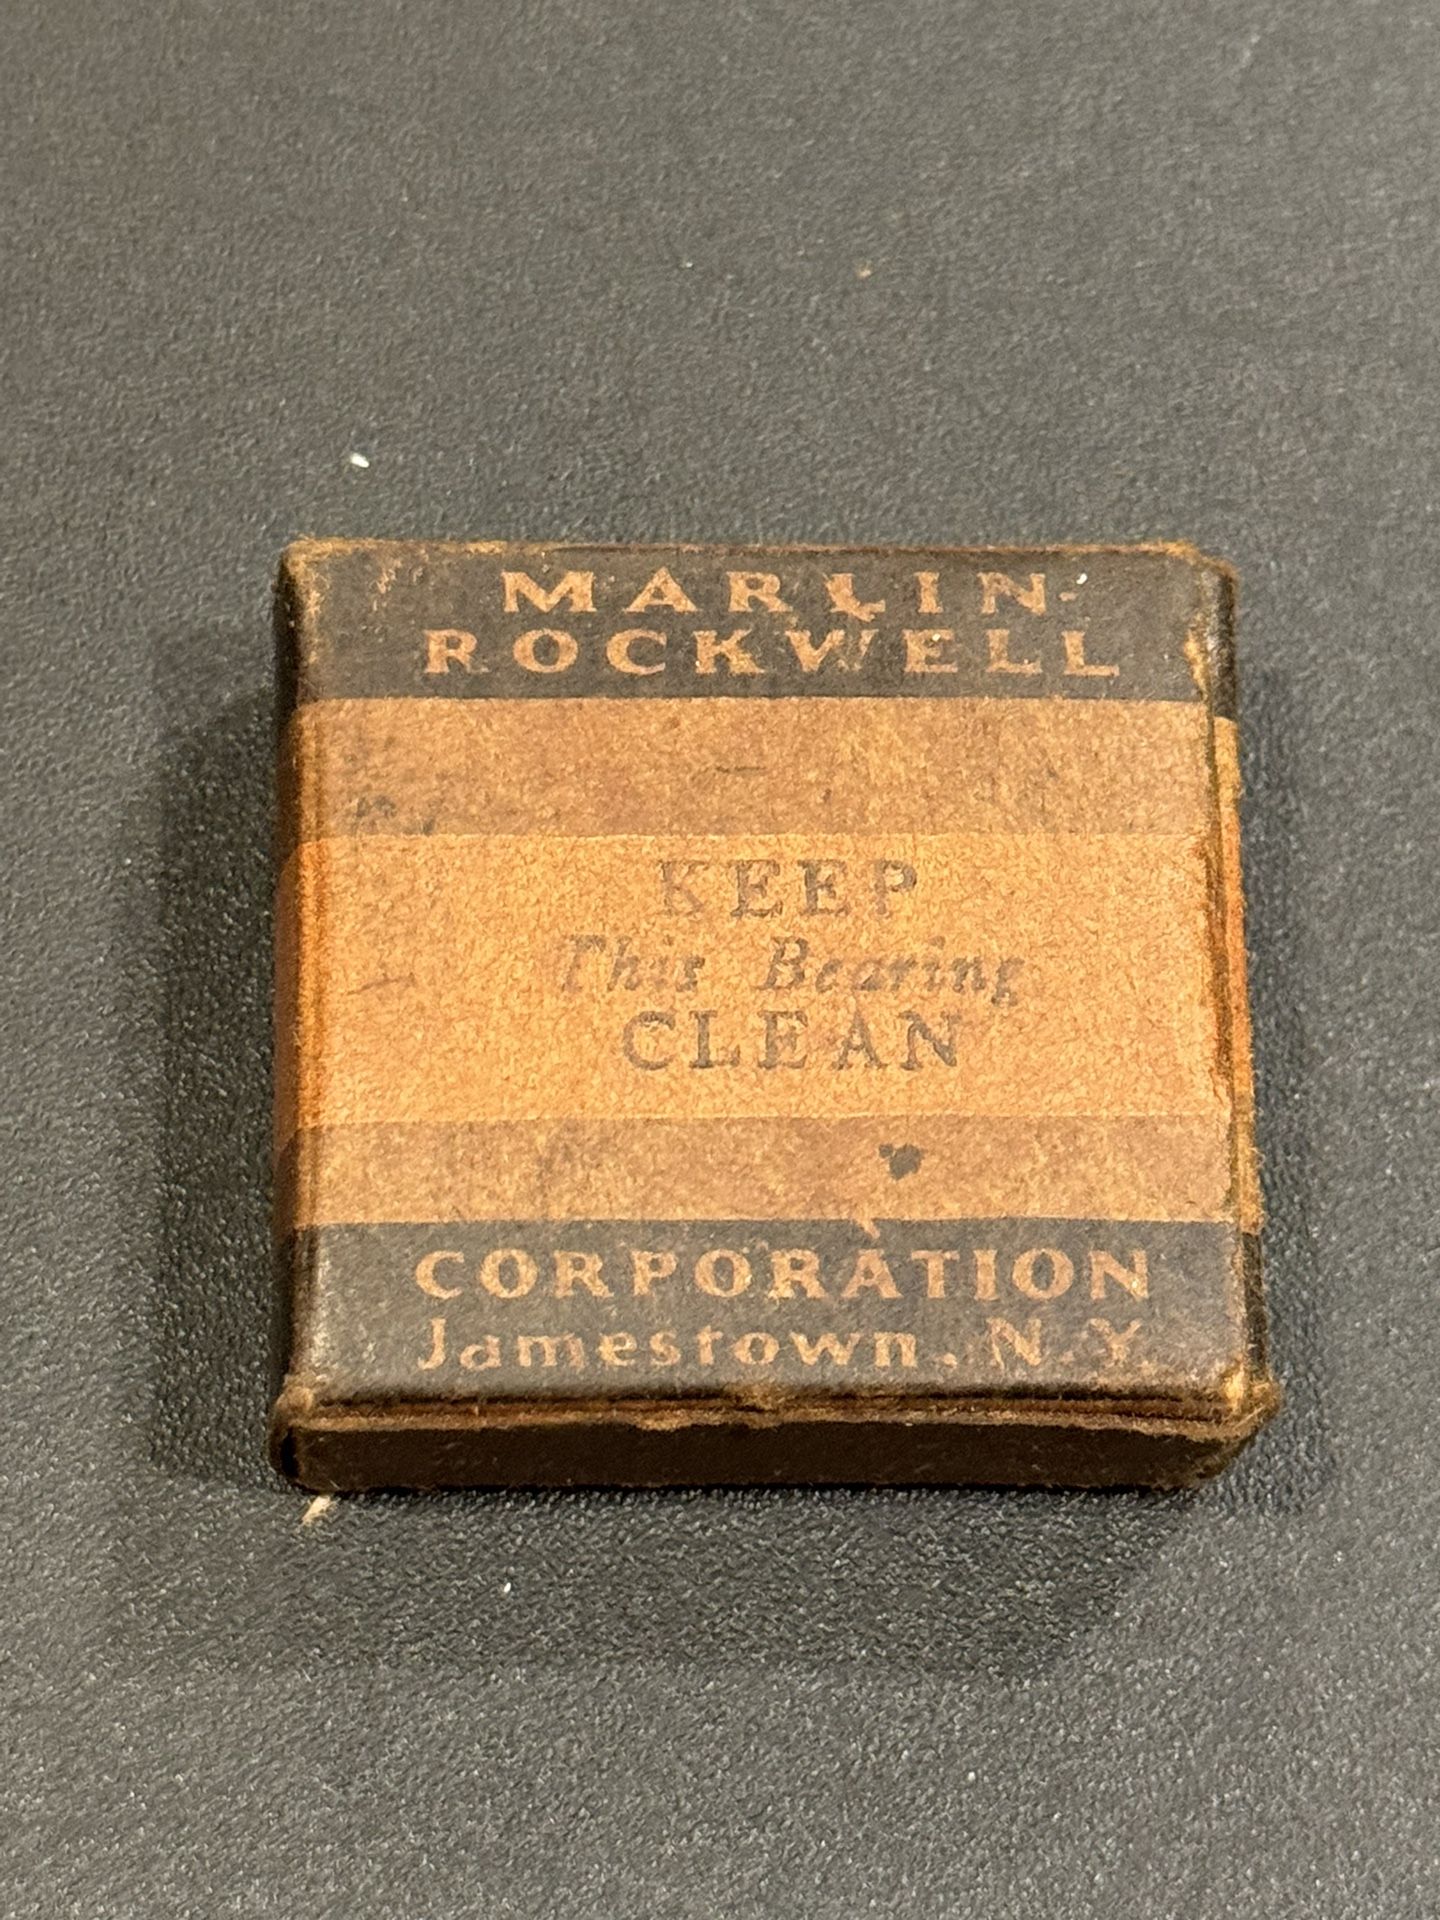 MARLIN-
ROCKWELL
KEEP
This Bearing
CLEAN
CORPORATION
Jamestown, N.Y.